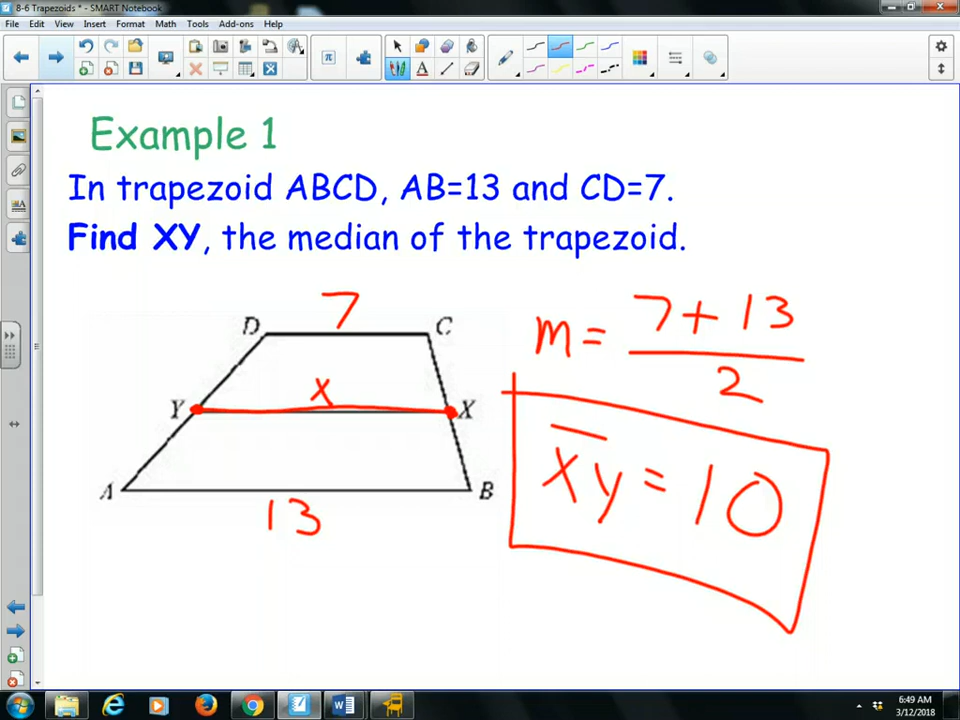 8-6 Trapezoids * - SMART Notebook
File Edit View Insert Format Math Tools Add-ons Help
Example 1
In trapezoid ABCD, AB=13 and CD=7.
Find XY, the median of the trapezoid.
7
D C
m = 7 + 13
2
x
Y X
XY = 10
A B
13
6:49 AM
3/12/2018